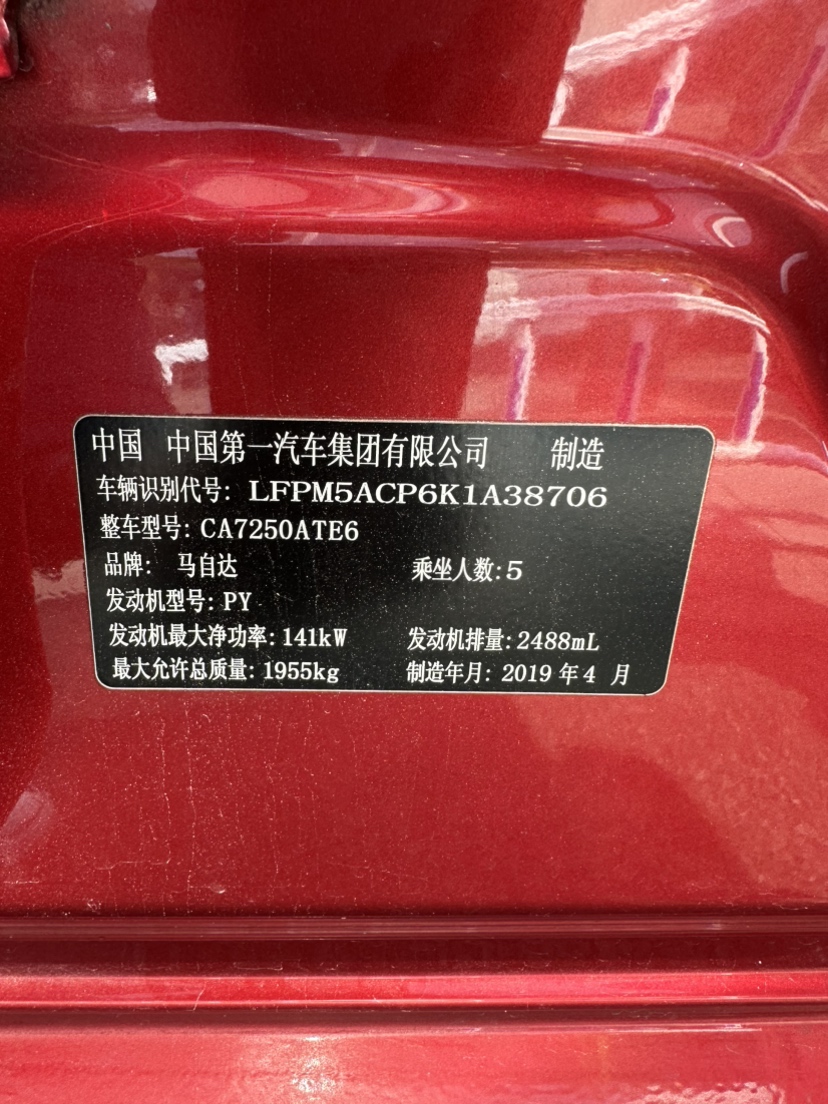 中国 中国第一汽车集团有限公司 制造
车辆识别代号: LFPM5ACP6K1A38706
整车型号: CA7250ATE6
品牌: 马自达 乘坐人数: 5
发动机型号: PY
发动机最大净功率: 141kW 发动机排量: 2488mL
最大允许总质量: 1955kg 制造年月: 2019 年 4 月